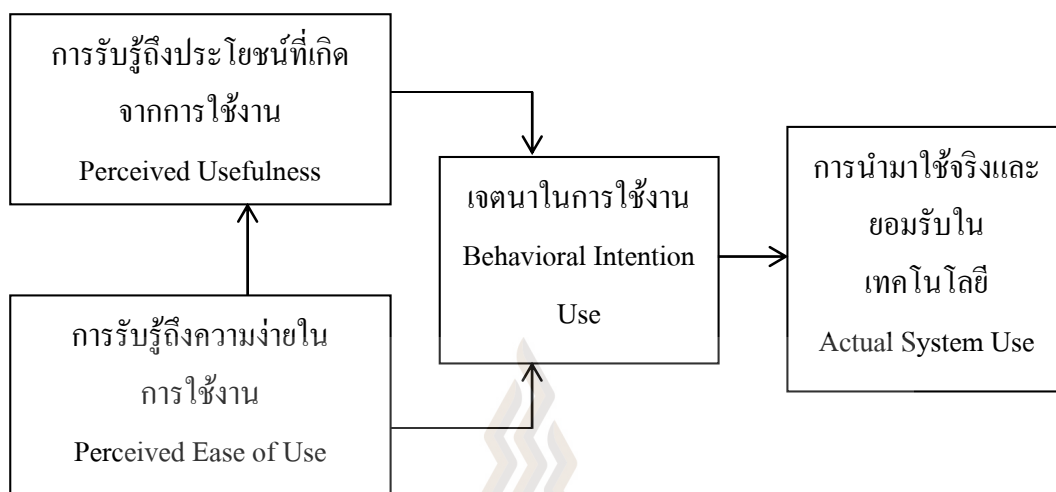 การรับรู้ถึงประโยชน์ที่เกิด
จากการใช้งาน
Perceived Usefulness
การรับรู้ถึงความง่ายใน
การใช้งาน
Perceived Ease of Use
เจตนาในการใช้งาน
Behavioral Intention
Use
การนำมาใช้จริงและ
ยอมรับใน
เทคโนโลยี
Actual System Use